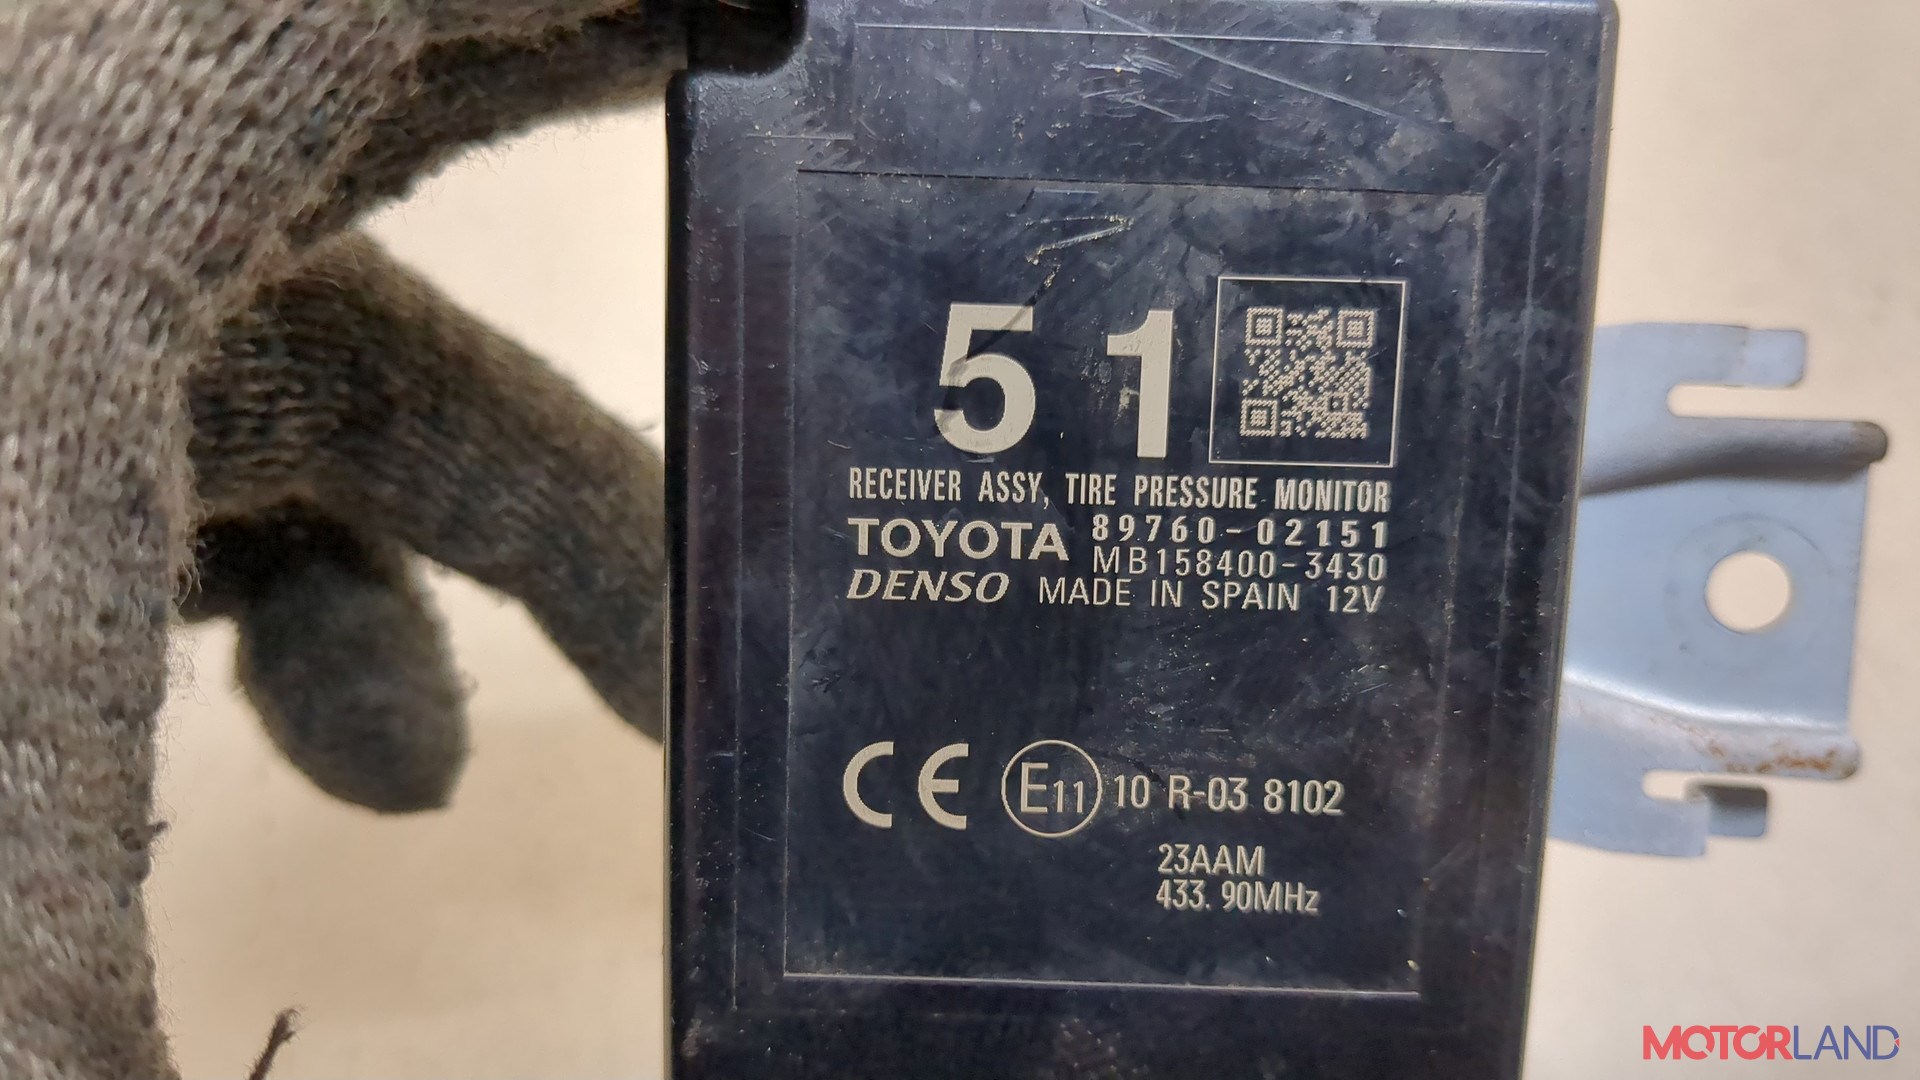 51
RECEIVER ASSY, TIRE PRESSURE MONITOR
TOYOTA 89760-02151
MB158400-3430
DENSO MADE IN SPAIN 12V
CE E11 10 R-03 8102
23AAM
433.90MHz
MOTORLAND